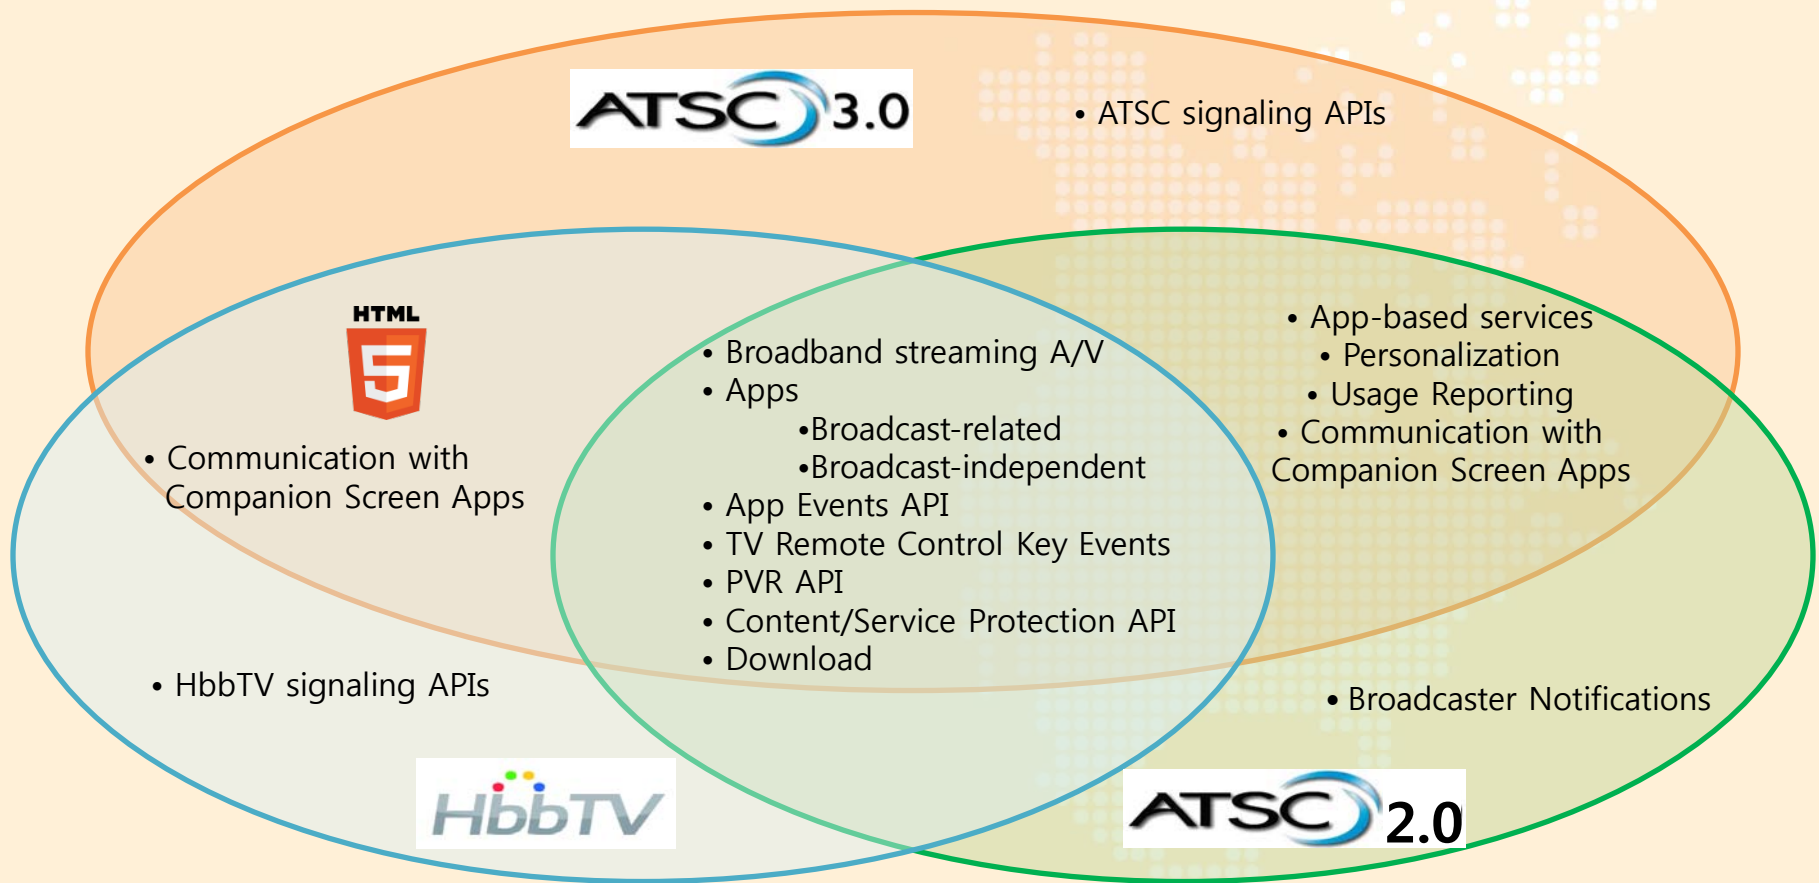 ATSC 3.0
• ATSC signaling APIs
HTML
5
• Communication with
Companion Screen Apps
• HbbTV signaling APIs
HbbTV
• Broadband streaming A/V
• Apps
•Broadcast-related
•Broadcast-independent
• App Events API
• TV Remote Control Key Events
• PVR API
• Content/Service Protection API
• Download
• App-based services
• Personalization
• Usage Reporting
• Communication with
Companion Screen Apps
• Broadcaster Notifications
ATSC 2.0